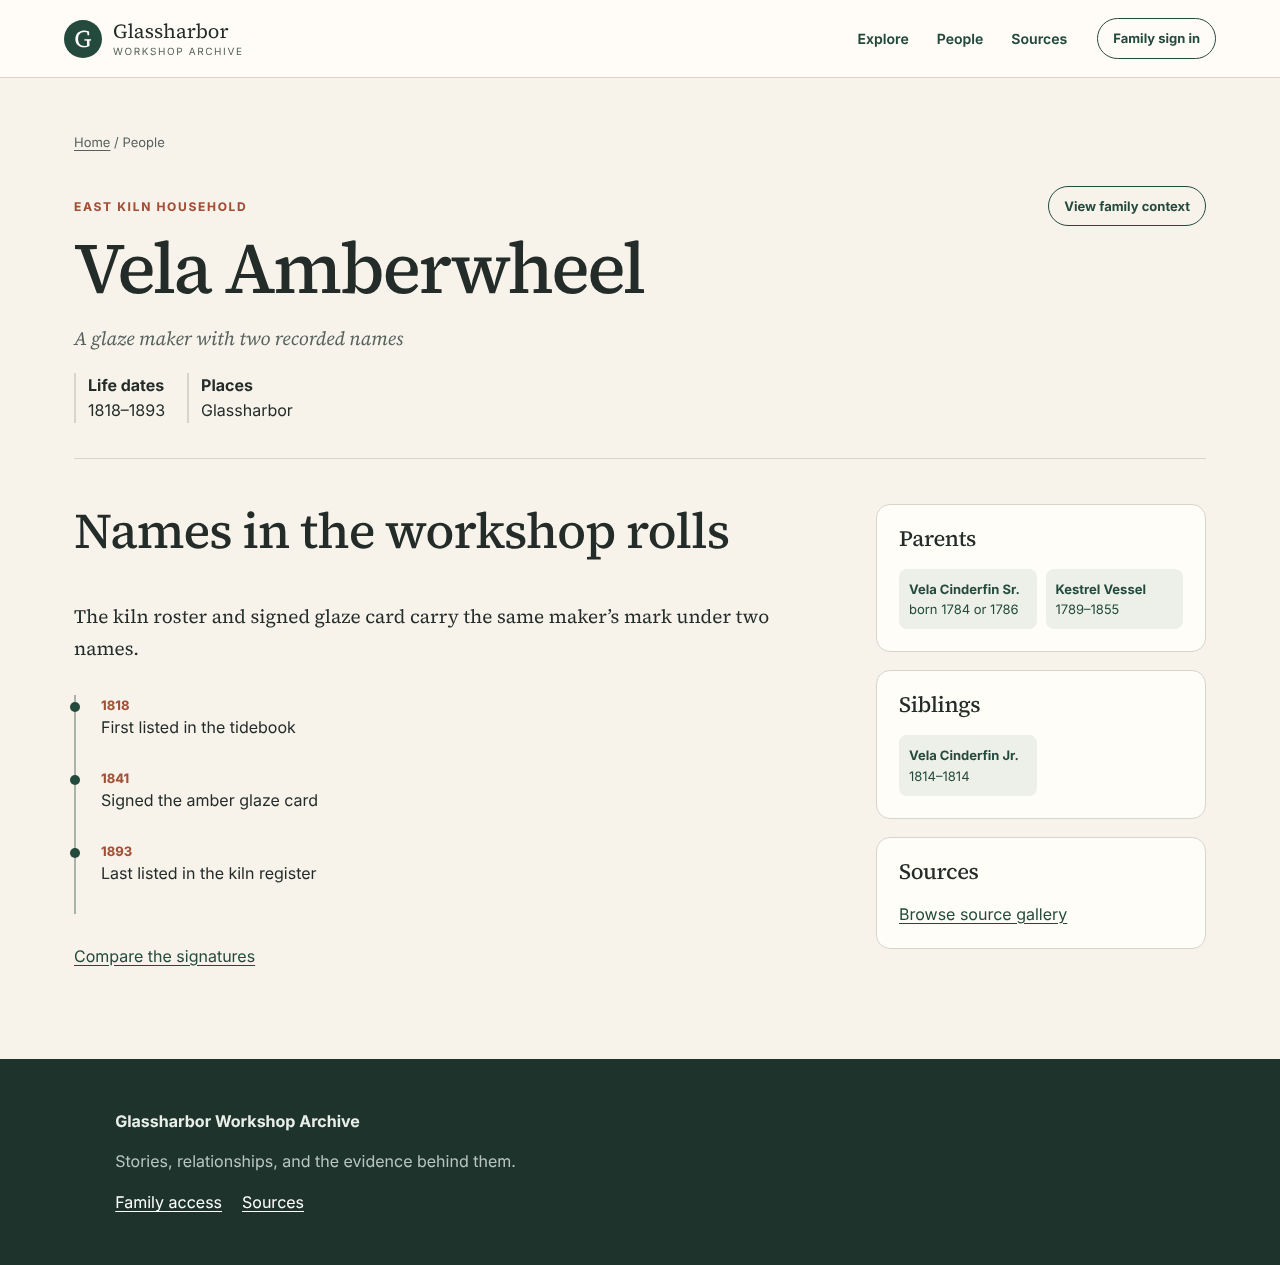 G
Glassharbor
WORKSHOP ARCHIVE
Explore
People
Sources
Family sign in
Home / People
EAST KILN HOUSEHOLD
View family context
Vela Amberwheel
A glaze maker with two recorded names
Life dates
1818–1893
Places
Glassharbor
Names in the workshop rolls
The kiln roster and signed glaze card carry the same maker’s mark under two
names.
1818
First listed in the tidebook
1841
Signed the amber glaze card
1893
Last listed in the kiln register
Compare the signatures
Parents
Vela Cinderfin Sr.
born 1784 or 1786
Kestrel Vessel
1789–1855
Siblings
Vela Cinderfin Jr.
1814–1814
Sources
Browse source gallery
Glassharbor Workshop Archive
Stories, relationships, and the evidence behind them.
Family access
Sources